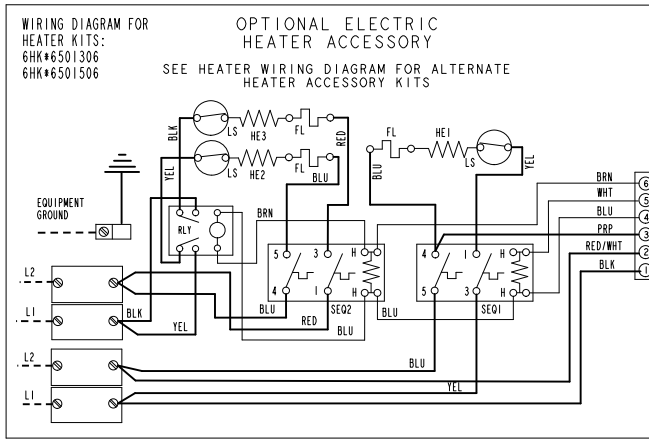 WIRING DIAGRAM FOR
HEATER KITS:
6HK*6501306
6HK*6501506
OPTIONAL ELECTRIC
HEATER ACCESSORY
SEE HEATER WIRING DIAGRAM FOR ALTERNATE
HEATER ACCESSORY KITS
BLK
LS
HE3
FL
RED
YEL
LS
HE2
FL
BLU
FL
HE1
LS
YEL
BLU
EQUIPMENT
GROUND
RLY
BRN
BRN
6
WHT
5
BLU
4
PRP
3
RED/WHT
2
BLK
1
5
3
H
H
4
1
H
H
SEQ2
4
1
H
H
5
3
H
H
SEQ1
L2
L1
BLK
YEL
BLU
RED
BLU
BLU
L2
BLU
L1
YEL